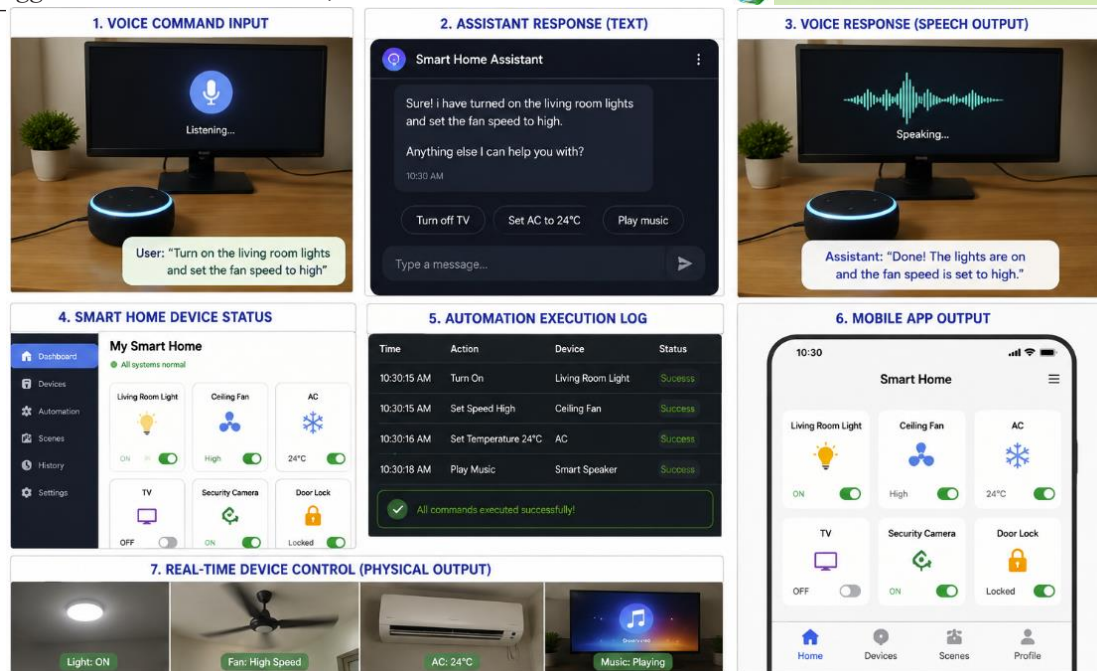 1. VOICE COMMAND INPUT
Listening...
User: “Turn on the living room lights
and set the fan speed to high”
2. ASSISTANT RESPONSE (TEXT)
Smart Home Assistant
Sure! i have turned on the living room lights
and set the fan speed to high.
Anything else I can help you with?
10:30 AM
Turn off TV Set AC to 24°C Play music
Type a message...
3. VOICE RESPONSE (SPEECH OUTPUT)
Speaking...
Assistant: “Done! The lights are on
and the fan speed is set to high.”
4. SMART HOME DEVICE STATUS
Dashboard
Devices
Automation
Scenes
History
Settings
My Smart Home
All systems normal
Living Room Light Ceiling Fan AC
ON High 24°C
TV Security Camera Door Lock
OFF ON Locked
5. AUTOMATION EXECUTION LOG
Time Action Device Status
10:30:15 AM Turn On Living Room Light Success
10:30:15 AM Set Speed High Ceiling Fan Success
10:30:16 AM Set Temperature 24°C AC Success
10:30:18 AM Play Music Smart Speaker Success
All commands executed successfully!
6. MOBILE APP OUTPUT
10:30
Smart Home
Living Room Light Ceiling Fan AC
ON High 24°C
TV Security Camera Door Lock
OFF ON Locked
Home Devices Scenes Profile
7. REAL-TIME DEVICE CONTROL (PHYSICAL OUTPUT)
Light: ON Fan: High Speed AC: 24°C Music: Playing